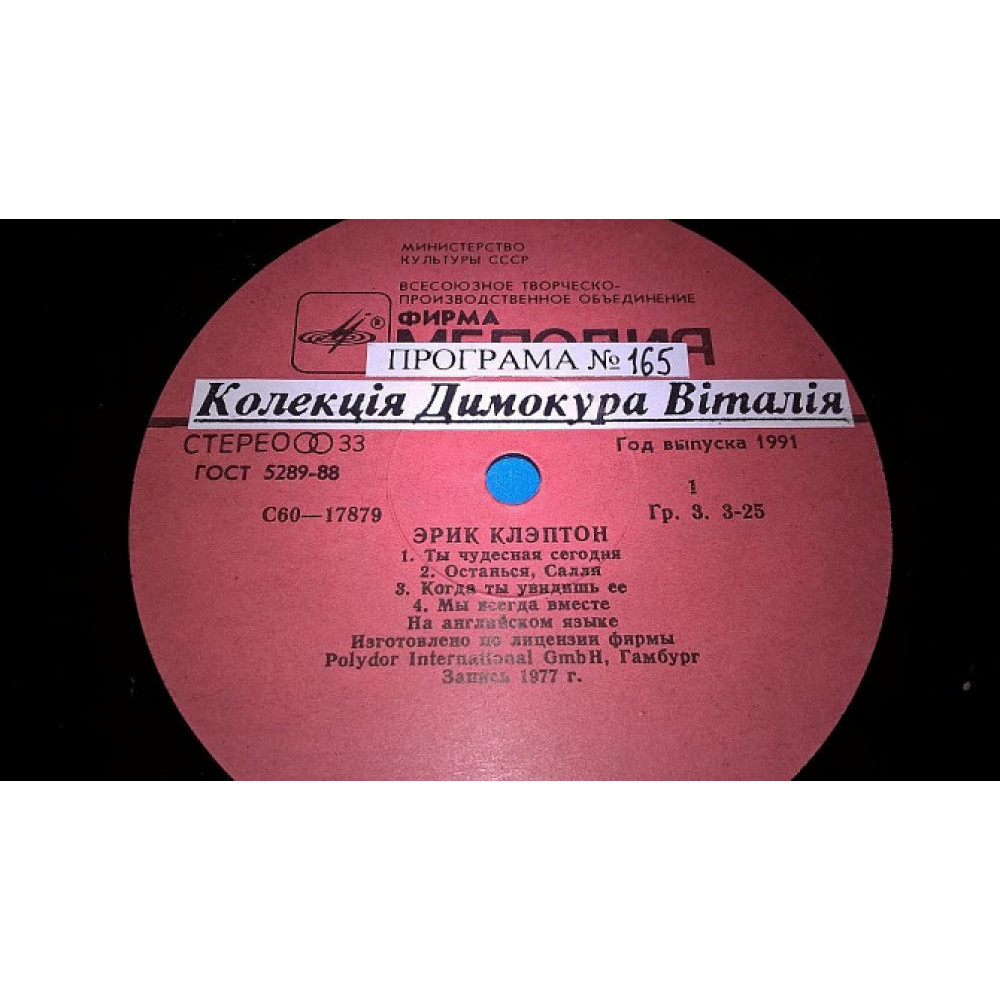 МИНИСТЕРСТВО
КУЛЬТУРЫ СССР
ВСЕСОЮЗНОЕ ТВОРЧЕСКО-
ПРОИЗВОДСТВЕННОЕ ОБЪЕДИНЕНИЕ
ФИРМА
МЕЛОДИЯ
®
ПРОГРАМА № 165
Колекція Димокура Віталія
СТЕРЕО 33
Год выпуска 1991
ГОСТ 5289-88
1
С60—17879
Гр. 3. 3-25
ЭРИК КЛЭПТОН
1. Ты чудесная сегодня
2. Останься, Салли
3. Когда ты увидишь ее
4. Мы всегда вместе
На английском языке
Изготовлено по лицензии фирмы
Polydor International GmbH, Гамбург
Запись 1977 г.